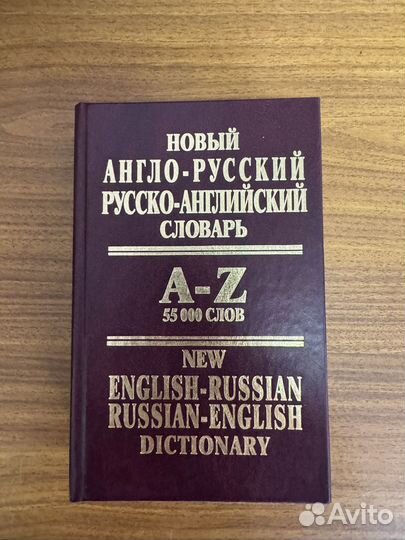 НОВЫЙ
АНГЛО-РУССКИЙ
РУССКО-АНГЛИЙСКИЙ
СЛОВАРЬ
A-Z
55 000 СЛОВ
NEW
ENGLISH-RUSSIAN
RUSSIAN-ENGLISH
DICTIONARY
Avito